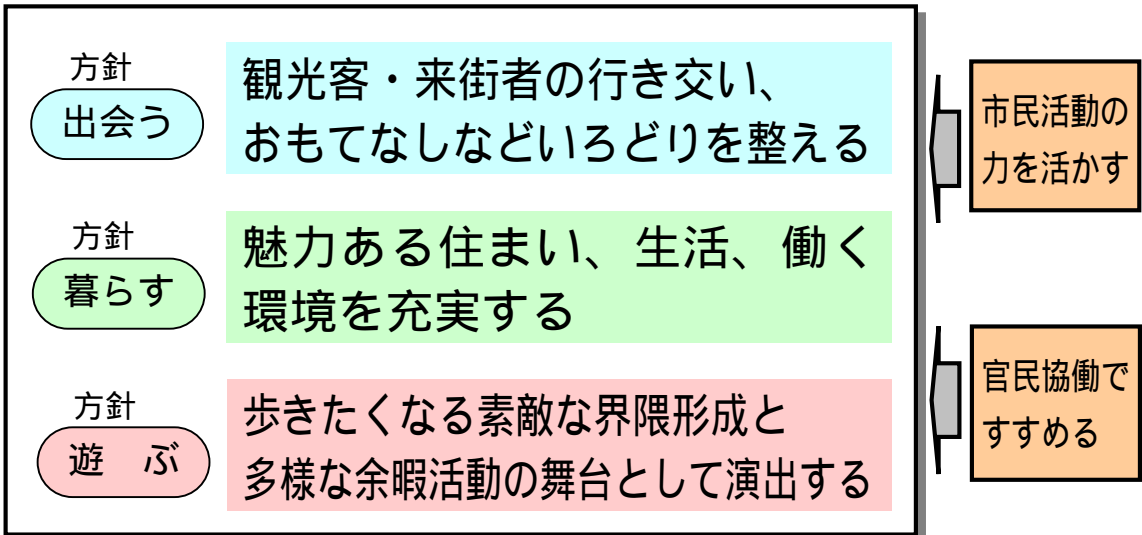 方針
出会う
観光客・来街者の行き交い、
おもてなしなどいろどりを整える
方針
暮らす
魅力ある住まい、生活、働く
環境を充実する
方針
遊　ぶ
歩きたくなる素敵な界隈形成と
多様な余暇活動の舞台として演出する
市民活動の
力を活かす
官民協働で
すすめる